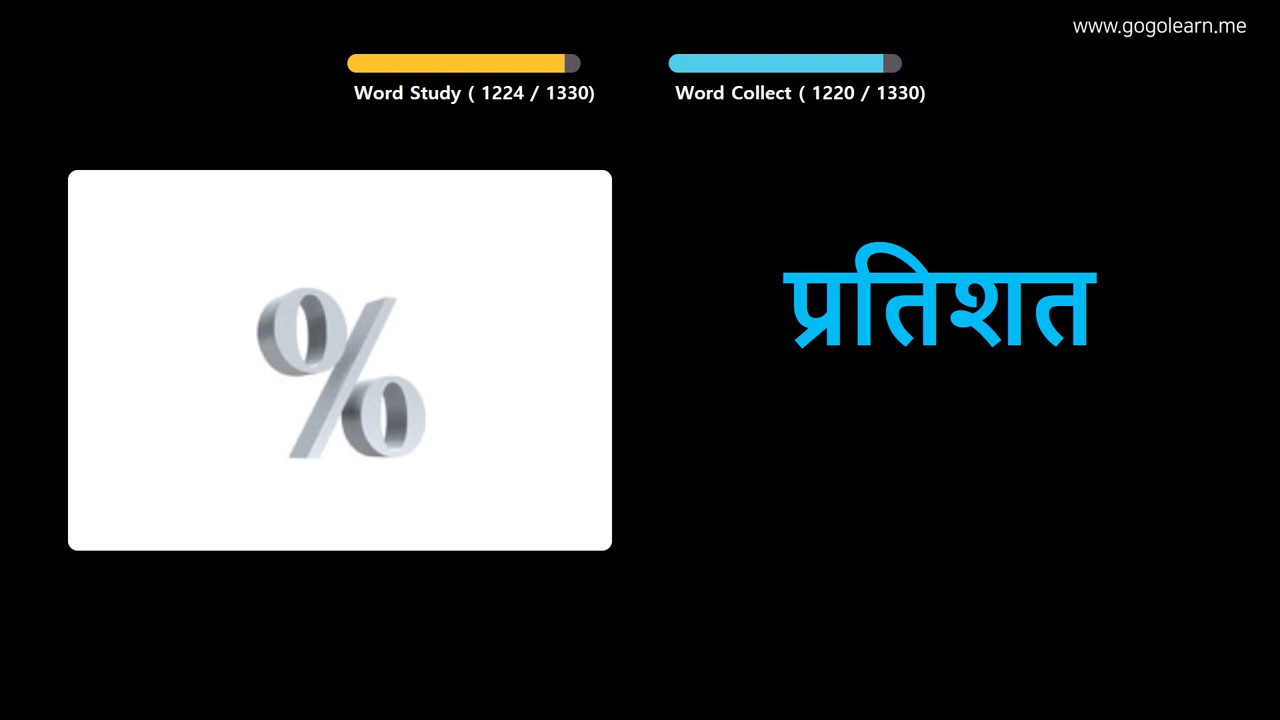 www.gogolearn.me
Word Study ( 1224 / 1330)
Word Collect ( 1220 / 1330)
%
प्रतिशत